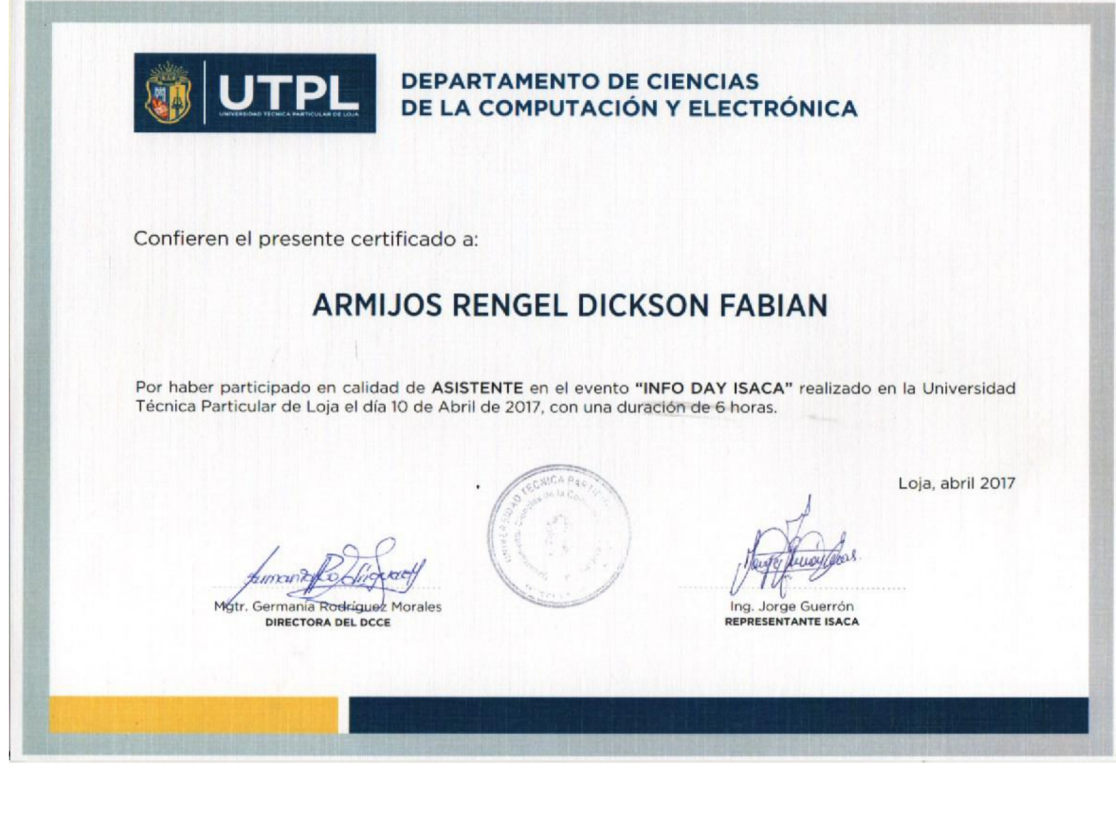 UTPL
UNIVERSIDAD TÉCNICA PARTICULAR DE LOJA
DEPARTAMENTO DE CIENCIAS
DE LA COMPUTACIÓN Y ELECTRÓNICA
Confieren el presente certificado a:
ARMIJOS RENGEL DICKSON FABIAN
Por haber participado en calidad de ASISTENTE en el evento “INFO DAY ISACA” realizado en la Universidad
Técnica Particular de Loja el día 10 de Abril de 2017, con una duración de 6 horas.
Loja, abril 2017
UNIVERSIDAD TECNICA PARTICULAR
Mgtr. Germania Rodríguez Morales
DIRECTORA DEL DCCE
Ing. Jorge Guerrón
REPRESENTANTE ISACA